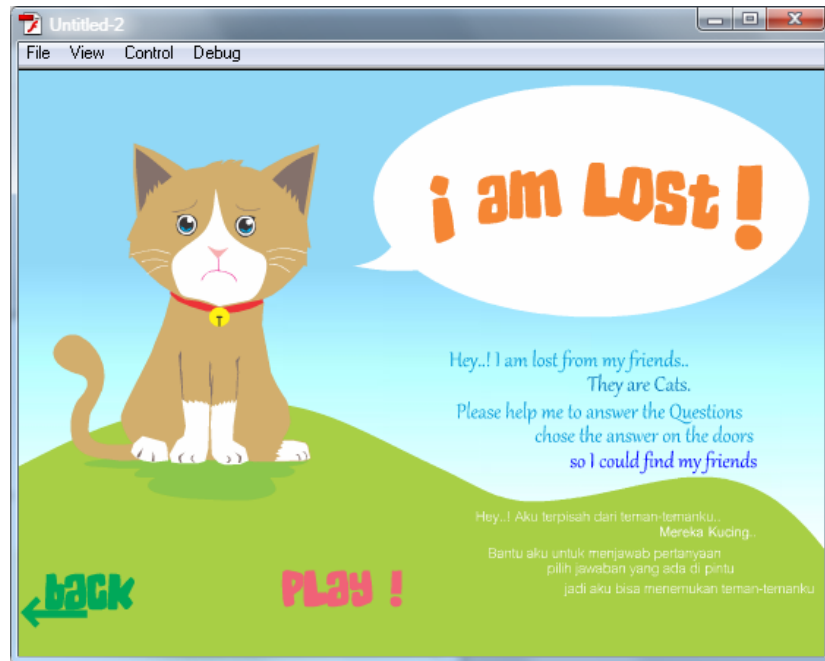 Untitled-2
File View Control Debug
i am Lost!
Hey..! I am lost from my friends..
They are Cats.
Please help me to answer the Questions
chose the answer on the doors
so I could find my friends
Hey..! Aku terpisah dari teman-temanku..
Mereka Kucing..
Bantu aku untuk menjawab pertanyaan
pilih jawaban yang ada di pintu
jadi aku bisa menemukan teman-temanku
back
PLay !